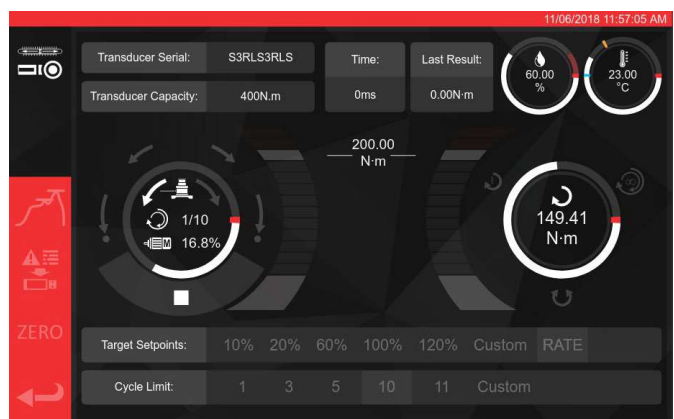 11/06/2018 11:57:05 AM
Transducer Serial: S3RLS3RLS
Time: Last Result:
Transducer Capacity: 400N.m
0ms 0.00N·m
60.00
%
23.00
°C
200.00
N·m
1/10
M 16.8%
149.41
N·m
ZERO
Target Setpoints: 10% 20% 60% 100% 120% Custom RATE
Cycle Limit: 1 3 5 10 11 Custom